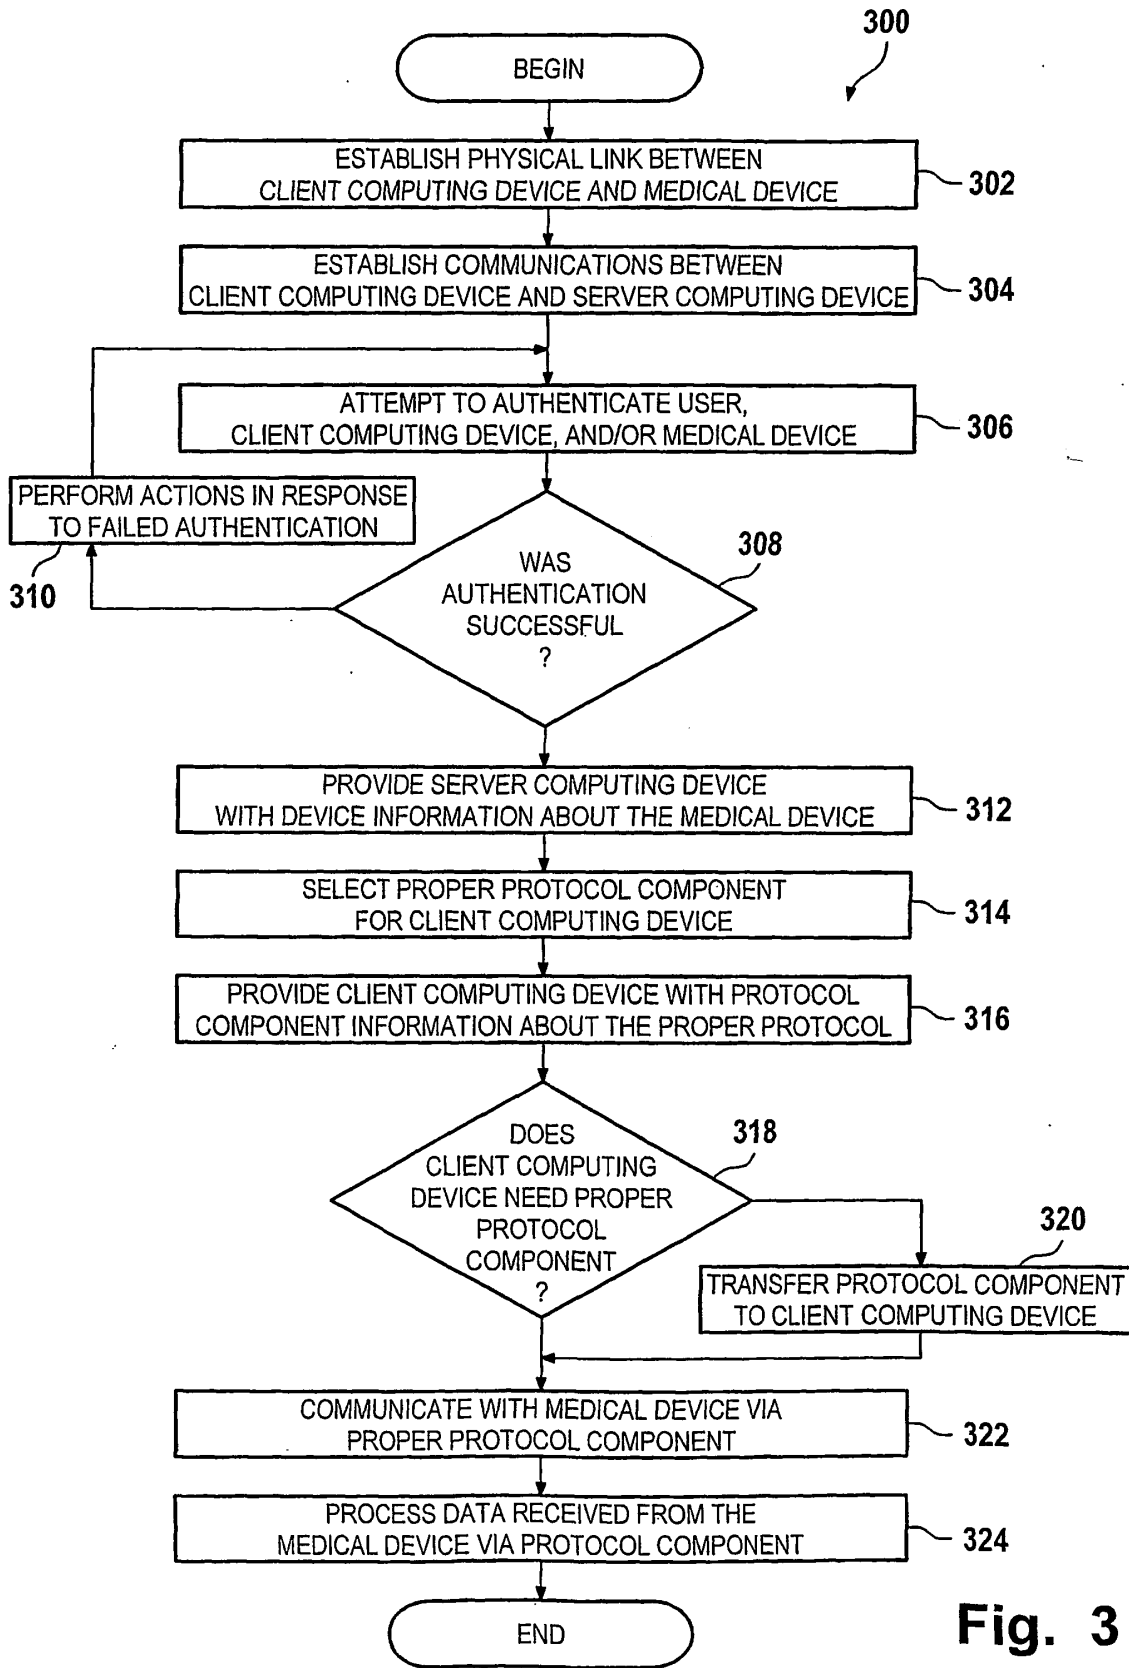 300
BEGIN
ESTABLISH PHYSICAL LINK BETWEEN
CLIENT COMPUTING DEVICE AND MEDICAL DEVICE
302
ESTABLISH COMMUNICATIONS BETWEEN
CLIENT COMPUTING DEVICE AND SERVER COMPUTING DEVICE
304
ATTEMPT TO AUTHENTICATE USER,
CLIENT COMPUTING DEVICE, AND/OR MEDICAL DEVICE
306
PERFORM ACTIONS IN RESPONSE
TO FAILED AUTHENTICATION
310
WAS
AUTHENTICATION
SUCCESSFUL
?
308
PROVIDE SERVER COMPUTING DEVICE
WITH DEVICE INFORMATION ABOUT THE MEDICAL DEVICE
312
SELECT PROPER PROTOCOL COMPONENT
FOR CLIENT COMPUTING DEVICE
314
PROVIDE CLIENT COMPUTING DEVICE WITH PROTOCOL
COMPONENT INFORMATION ABOUT THE PROPER PROTOCOL
316
DOES
CLIENT COMPUTING
DEVICE NEED PROPER
PROTOCOL
COMPONENT
?
318
320
TRANSFER PROTOCOL COMPONENT
TO CLIENT COMPUTING DEVICE
COMMUNICATE WITH MEDICAL DEVICE VIA
PROPER PROTOCOL COMPONENT
322
PROCESS DATA RECEIVED FROM THE
MEDICAL DEVICE VIA PROTOCOL COMPONENT
324
END
Fig. 3